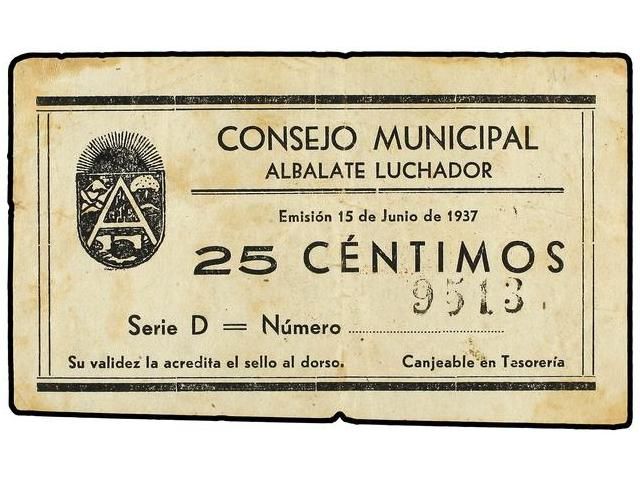 CONSEJO MUNICIPAL
ALBALATE LUCHADOR
A
Emisión 15 de Junio de 1937
25 CÉNTIMOS
9513
Serie D = Número ............................
Su validez la acredita el sello al dorso. Canjeable en Tesorería